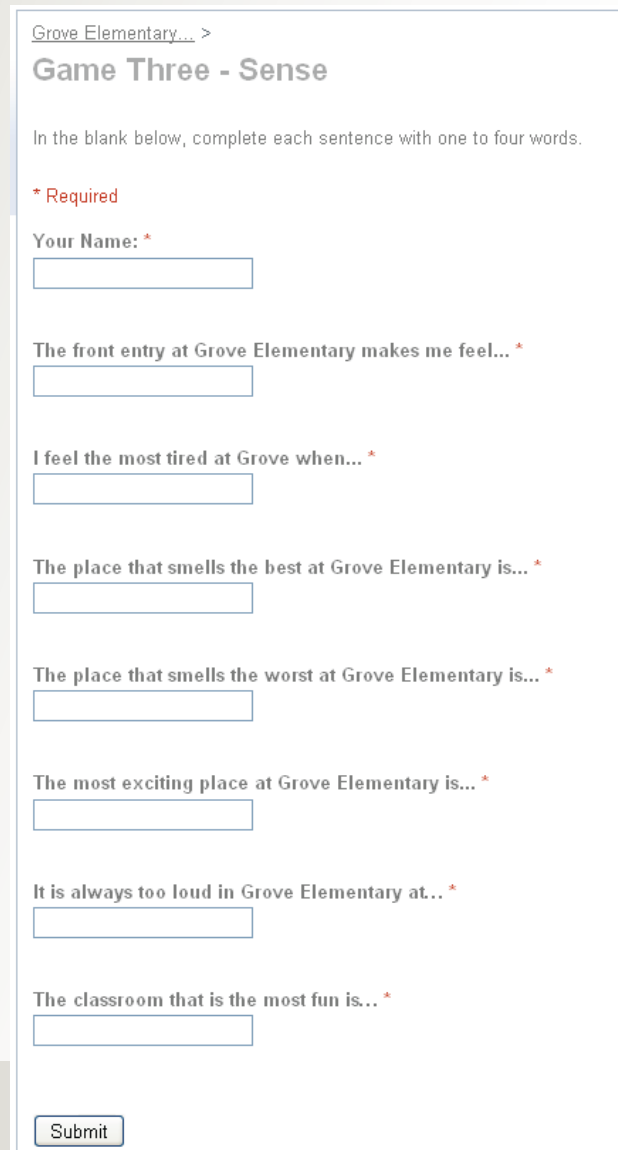 Grove Elementary... >
Game Three - Sense
In the blank below, complete each sentence with one to four words.
* Required
Your Name: *
The front entry at Grove Elementary makes me feel... *
I feel the most tired at Grove when... *
The place that smells the best at Grove Elementary is... *
The place that smells the worst at Grove Elementary is... *
The most exciting place at Grove Elementary is... *
It is always too loud in Grove Elementary at... *
The classroom that is the most fun is... *
Submit